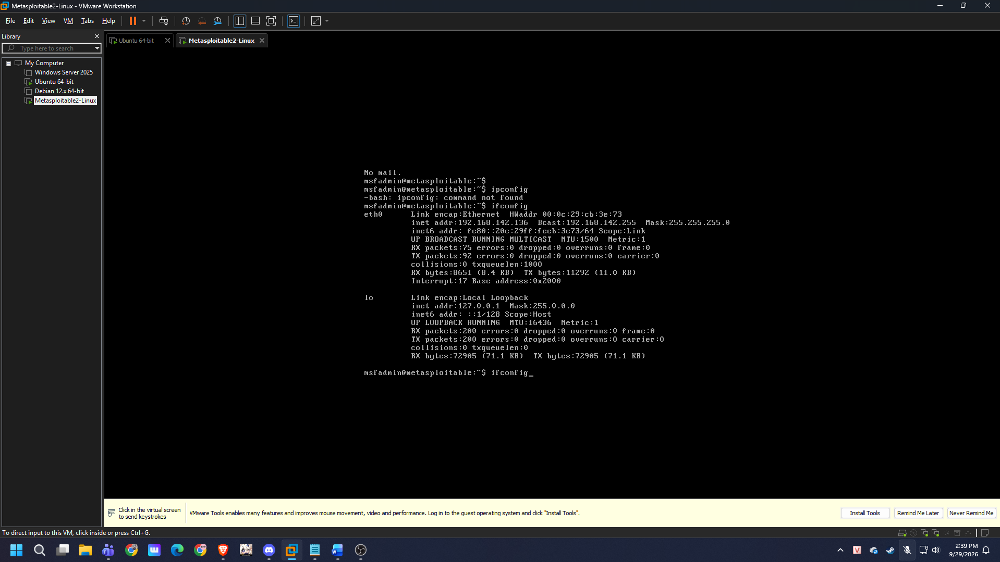 Metasploitable2-Linux - VMware Workstation
File Edit View VM Tabs Help
Library
Type here to search
My Computer
Windows Server 2025
Ubuntu 64-bit
Debian 12.x 64-bit
Metasploitable2-Linux
Ubuntu 64-bit
Metasploitable2-Linux
No mail.
msfadmin@metasploitable:~$
msfadmin@metasploitable:~$ ipconfig
-bash: ipconfig: command not found
msfadmin@metasploitable:~$ ifconfig
eth0 Link encap:Ethernet HWaddr 00:0c:29:cb:3e:73
inet addr:192.168.142.136 Bcast:192.168.142.255 Mask:255.255.255.0
inet6 addr: fe80::20c:29ff:fecb:3e73/64 Scope:Link
UP BROADCAST RUNNING MULTICAST MTU:1500 Metric:1
RX packets:75 errors:0 dropped:0 overruns:0 frame:0
TX packets:92 errors:0 dropped:0 overruns:0 carrier:0
collisions:0 txqueuelen:1000
RX bytes:8651 (8.4 KB) TX bytes:11292 (11.0 KB)
Interrupt:17 Base address:0x2000
lo Link encap:Local Loopback
inet addr:127.0.0.1 Mask:255.0.0.0
inet6 addr: ::1/128 Scope:Host
UP LOOPBACK RUNNING MTU:16436 Metric:1
RX packets:200 errors:0 dropped:0 overruns:0 frame:0
TX packets:200 errors:0 dropped:0 overruns:0 carrier:0
collisions:0 txqueuelen:0
RX bytes:72905 (71.1 KB) TX bytes:72905 (71.1 KB)
msfadmin@metasploitable:~$ ifconfig_
Click in the virtual screen
to send keystrokes
VMware Tools enables many features and improves mouse movement, video and performance. Log in to the guest operating system and click "Install Tools".
Install Tools
Remind Me Later
Never Remind Me
To direct input to this VM, click inside or press Ctrl+G.
2:39 PM
9/29/2026